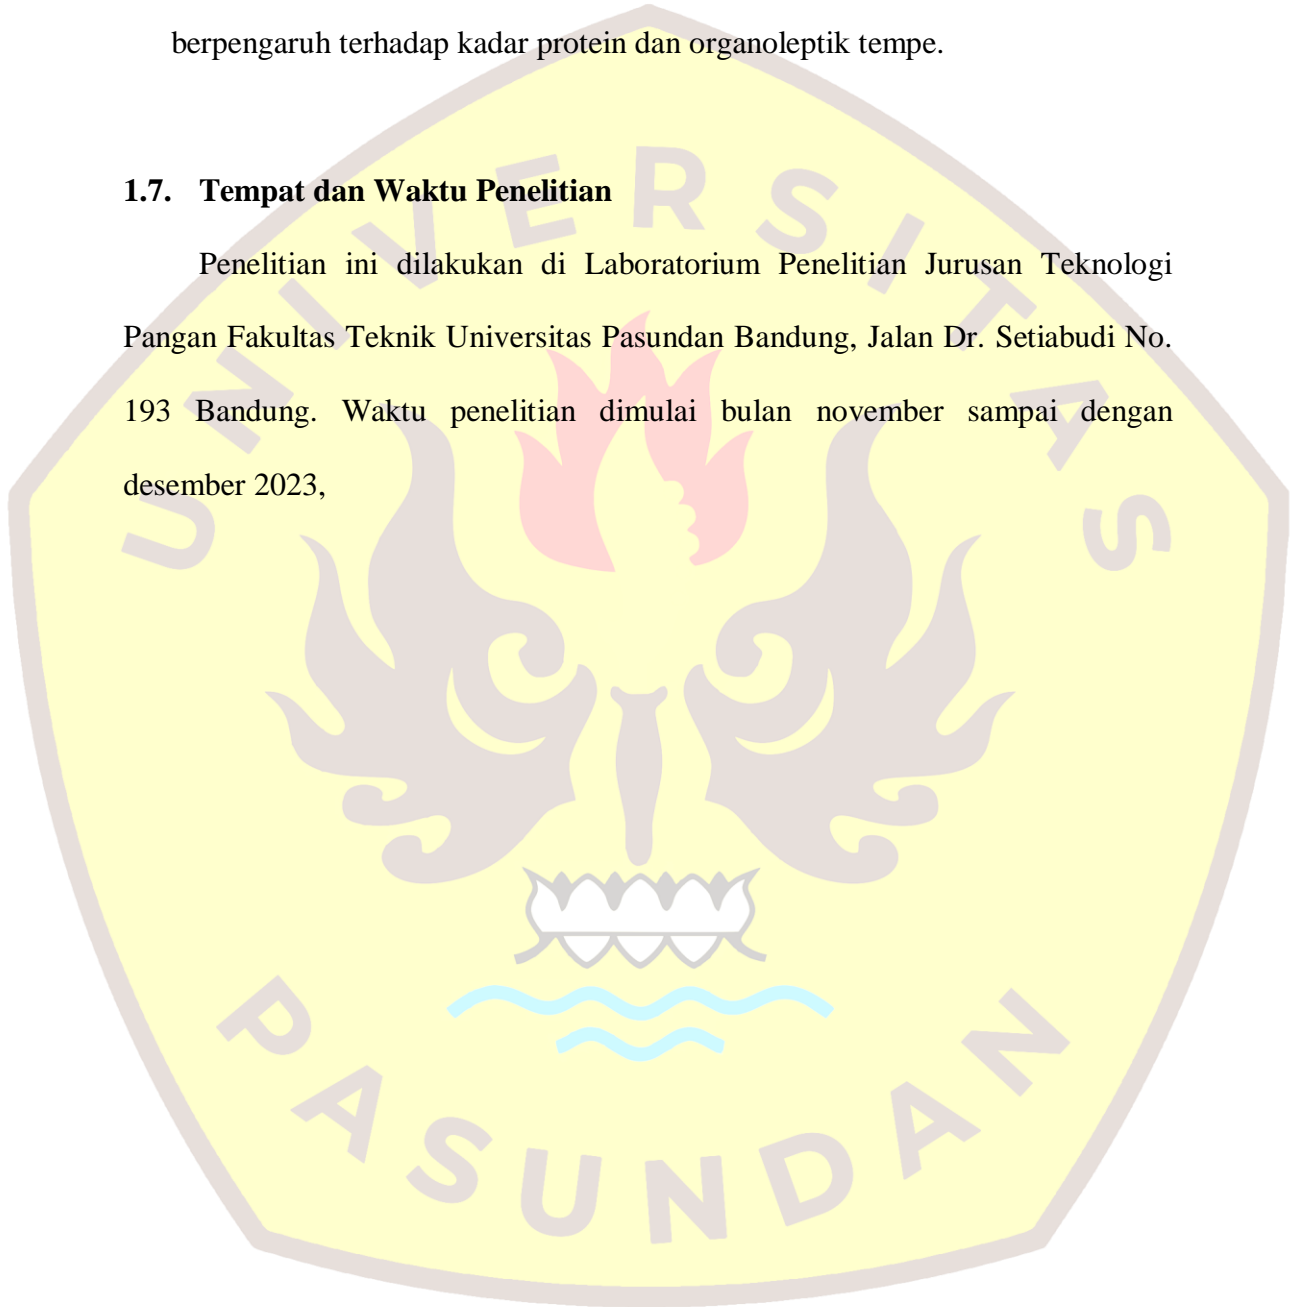 berpengaruh terhadap kadar protein dan organoleptik tempe.
1.7. Tempat dan Waktu Penelitian
Penelitian ini dilakukan di Laboratorium Penelitian Jurusan Teknologi
Pangan Fakultas Teknik Universitas Pasundan Bandung, Jalan Dr. Setiabudi No.
193 Bandung. Waktu penelitian dimulai bulan november sampai dengan
desember 2023,
UNIVERSITAS
PASUNDAN